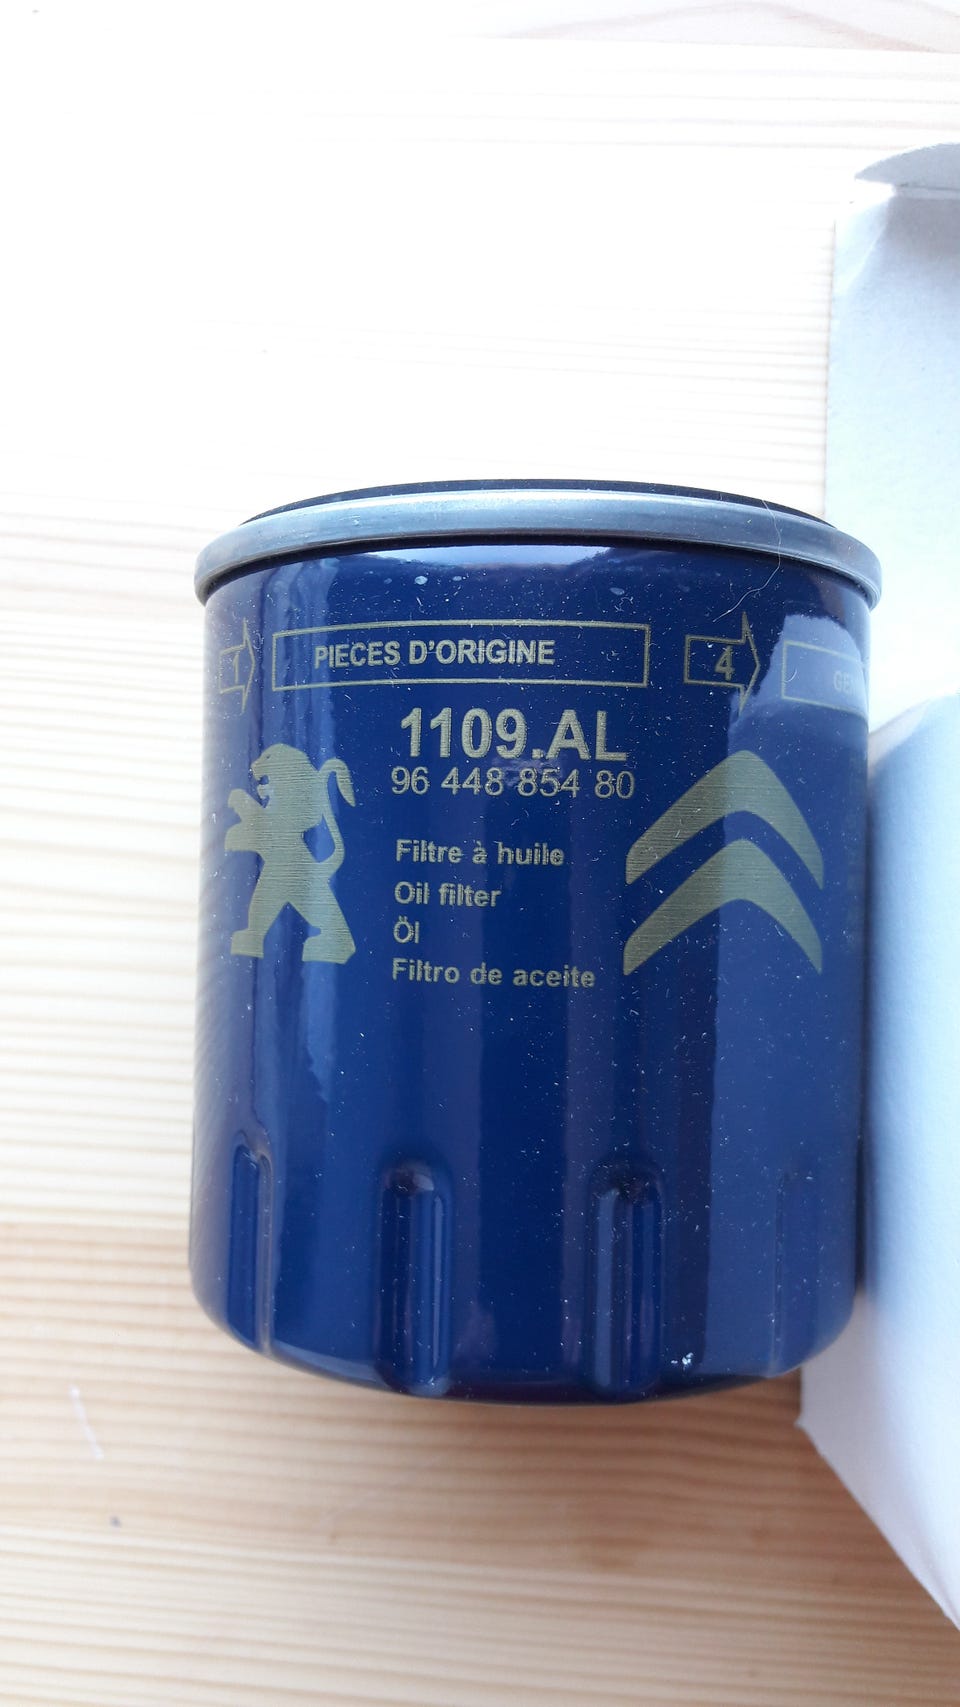 1
PIECES D'ORIGINE
4
1109.AL
96 448 854 80
Filtre à huile
Oil filter
Öl
Filtro de aceite